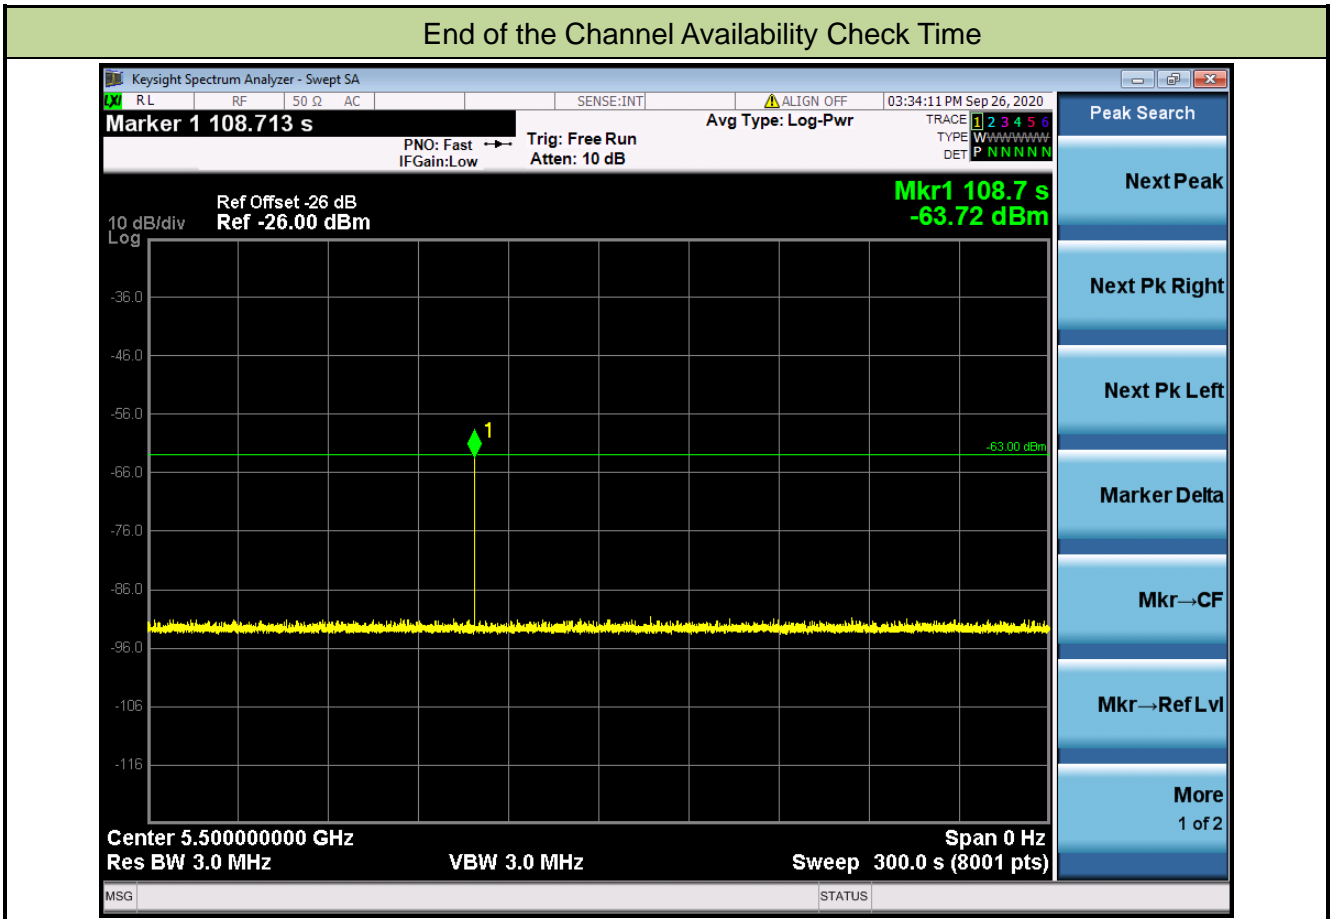 End of the Channel Availability Check Time
Keysight Spectrum Analyzer - Swept SA
LXI RL RF 50 Ω AC SENSE:INT ALIGN OFF 03:34:11 PM Sep 26, 2020
Marker 1 108.713 s
PNO: Fast
IFGain:Low
Trig: Free Run
Atten: 10 dB
Avg Type: Log-Pwr
TRACE 1 2 3 4 5 6
TYPE WWWWWW
DET P N N N N N
Peak Search
Mkr1 108.7 s
-63.72 dBm
Ref Offset -26 dB
10 dB/div Ref -26.00 dBm
Log
-36.0
-46.0
-56.0
-66.0
-76.0
-86.0
-96.0
-106
-116
1
-63.00 dBm
Center 5.500000000 GHz
Span 0 Hz
Res BW 3.0 MHz
VBW 3.0 MHz
Sweep 300.0 s (8001 pts)
Next Peak
Next Pk Right
Next Pk Left
Marker Delta
Mkr→CF
Mkr→Ref Lvl
More
1 of 2
MSG
STATUS